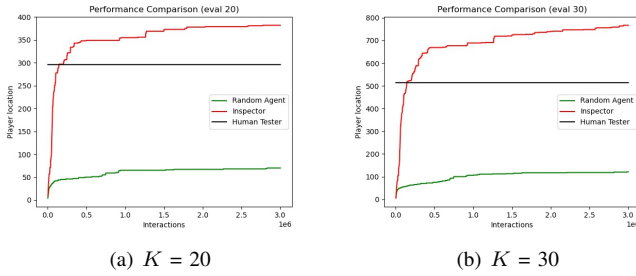 Performance Comparison (eval 20)
400
350
300
250
200
150
100
50
0
Player location
Random Agent
Inspector
Human Tester
0.0 0.5 1.0 1.5 2.0 2.5 3.0
Interactions
1e6
(a) K = 20
Performance Comparison (eval 30)
800
700
600
500
400
300
200
100
0
Player location
Random Agent
Inspector
Human Tester
0.0 0.5 1.0 1.5 2.0 2.5 3.0
Interactions
1e6
(b) K = 30